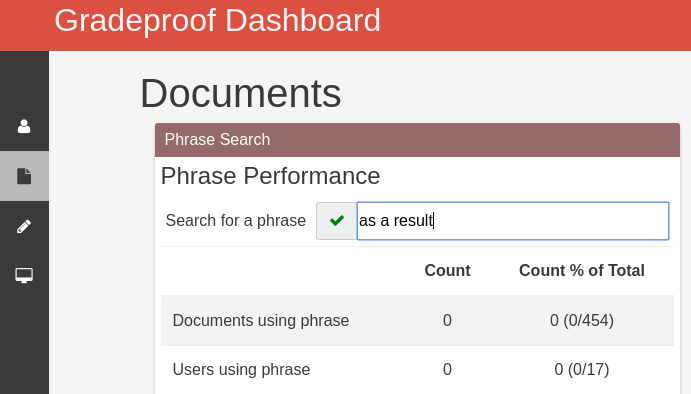 Gradeproof Dashboard
Documents
Phrase Search
Phrase Performance
Search for a phrase as a result
Count Count % of Total
Documents using phrase 0 0 (0/454)
Users using phrase 0 0 (0/17)